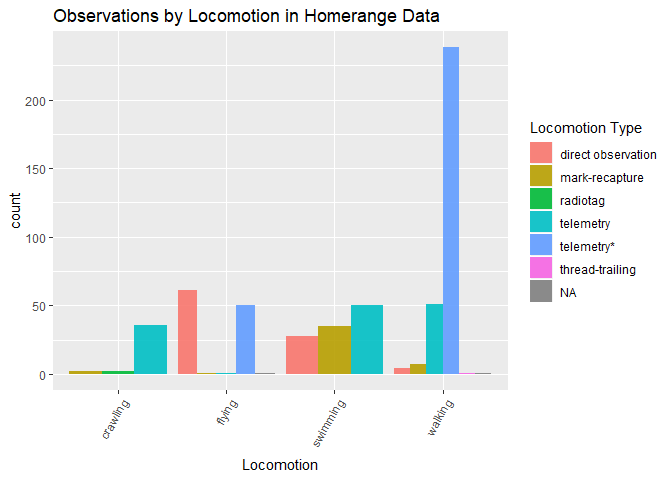 Observations by Locomotion in Homerange Data
count
200
150
100
50
0
crawling
flying
swimming
walking
Locomotion
Locomotion Type
direct observation
mark-recapture
radiotag
telemetry
telemetry*
thread-trailing
NA